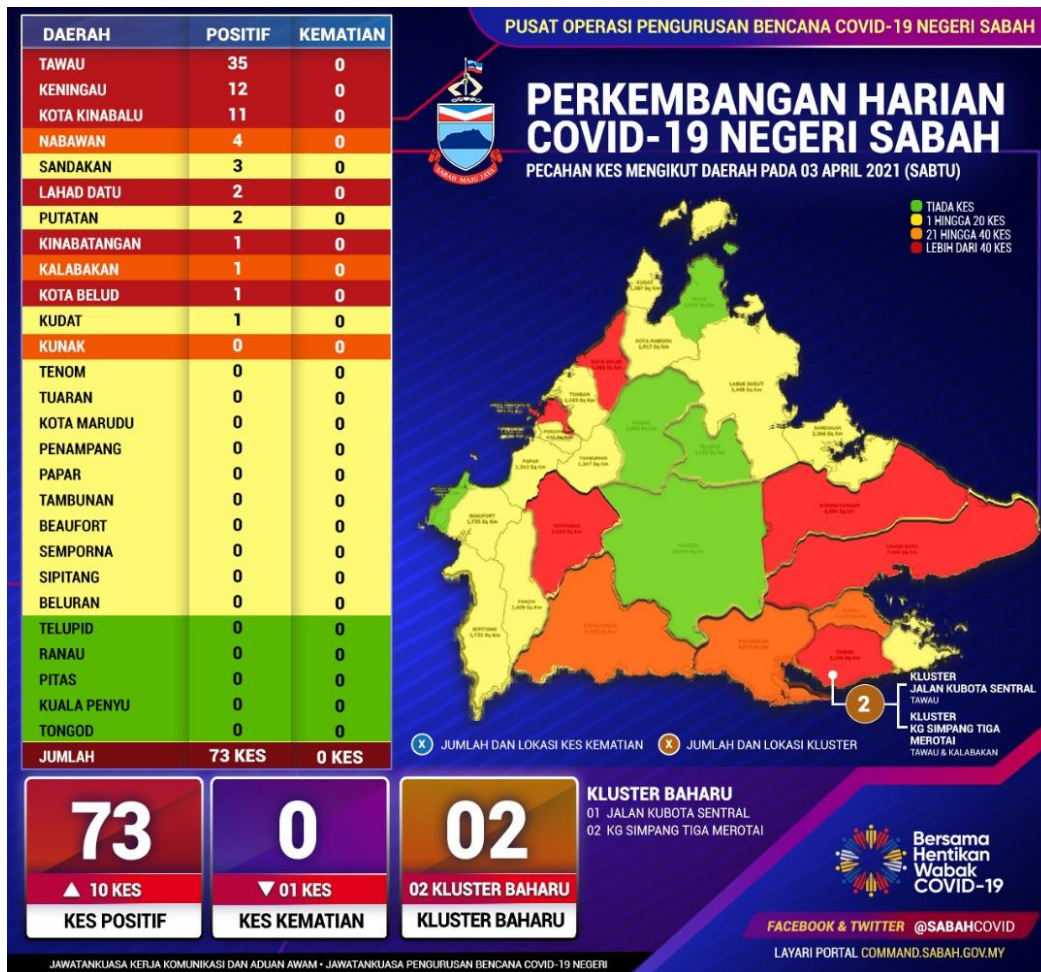 DAERAH POSITIF KEMATIAN
TAWAU 35 0
KENINGAU 12 0
KOTA KINABALU 11 0
NABAWAN 4 0
SANDAKAN 3 0
LAHAD DATU 2 0
PUTATAN 2 0
KINABATANGAN 1 0
KALABAKAN 1 0
KOTA BELUD 1 0
KUDAT 1 0
KUNAK 0 0
TENOM 0 0
TUARAN 0 0
KOTA MARUDU 0 0
PENAMPANG 0 0
PAPAR 0 0
TAMBUNAN 0 0
BEAUFORT 0 0
SEMPORNA 0 0
SIPITANG 0 0
BELURAN 0 0
TELUPID 0 0
RANAU 0 0
PITAS 0 0
KUALA PENYU 0 0
TONGOD 0 0
JUMLAH 73 KES 0 KES
PUSAT OPERASI PENGURUSAN BENCANA COVID-19 NEGERI SABAH
SABAH MAJU JAYA
PERKEMBANGAN HARIAN
COVID-19 NEGERI SABAH
PECAHAN KES MENGIKUT DAERAH PADA 03 APRIL 2021 (SABTU)
TIADA KES
1 HINGGA 20 KES
21 HINGGA 40 KES
LEBIH DARI 40 KES
KUDAT
KOTA MARUDU
TUARAN
LABUK SUGUT
SANDAKAN
PAPAR
TAMBUNAN
BEAUFORT
TENOM
2
KLUSTER
JALAN KUBOTA SENTRAL
TAWAU
KLUSTER
KG SIMPANG TIGA
MEROTAI
TAWAU & KALABAKAN
X JUMLAH DAN LOKASI KES KEMATIAN
X JUMLAH DAN LOKASI KLUSTER
73
▲ 10 KES
KES POSITIF
0
▼ 01 KES
KES KEMATIAN
02
02 KLUSTER BAHARU
KLUSTER BAHARU
KLUSTER BAHARU
01 JALAN KUBOTA SENTRAL
02 KG SIMPANG TIGA MEROTAI
Bersama
Hentikan
Wabak
COVID-19
FACEBOOK & TWITTER @SABAHCOVID
LAYARI PORTAL COMMAND.SABAH.GOV.MY
JAWATANKUASA KERJA KOMUNIKASI DAN ADUAN AWAM • JAWATANKUASA PENGURUSAN BENCANA COVID-19 NEGERI